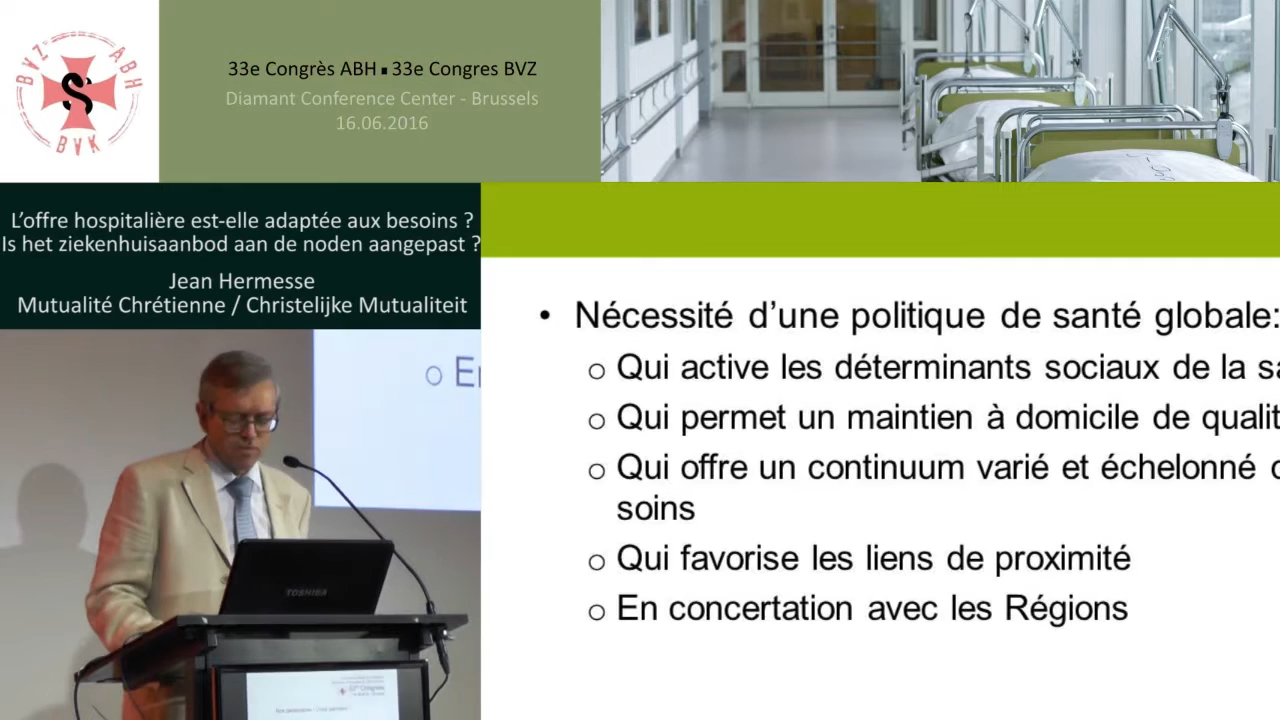 BVZ ABH
BVK
33e Congrès ABH ▪ 33e Congres BVZ
Diamant Conference Center - Brussels
16.06.2016
L'offre hospitalière est-elle adaptée aux besoins ?
Is het ziekenhuisaanbod aan de noden aangepast ?
Jean Hermesse
Mutualité Chrétienne / Christelijke Mutualiteit
• Nécessité d'une politique de santé globale:
o Qui active les déterminants sociaux de la
o Qui permet un maintien à domicile de qualit
o Qui offre un continuum varié et échelonné
soins
o Qui favorise les liens de proximité
o En concertation avec les Régions
o En
TOSHIBA
33e Congrès